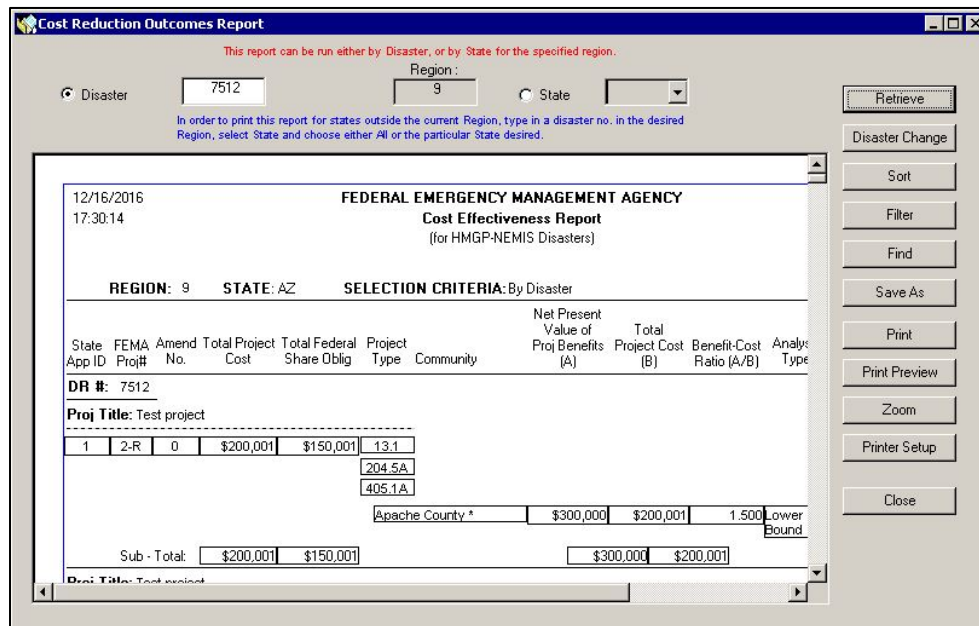 Cost Reduction Outcomes Report
This report can be run either by Disaster, or by State for the specified region.
Region :
Disaster 7512 9 State
In order to print this report for states outside the current Region, type in a disaster no. in the desired
Region, select State and choose either All or the particular State desired.
Retrieve
Disaster Change
Sort
Filter
Find
Save As
Print
Print Preview
Zoom
Printer Setup
Close
12/16/2016 FEDERAL EMERGENCY MANAGEMENT AGENCY
17:30:14 Cost Effectiveness Report
(for HMGP-NEMIS Disasters)
REGION: 9 STATE: AZ SELECTION CRITERIA: By Disaster
Net Present
Value of Total
State FEMA Amend Total Project Total Federal Project Proj Benefits Project Cost Benefit-Cost Analys
App ID Proj# No. Cost Share Oblig Type Community (A) (B) Ratio (A/B) Type
DR #: 7512
Proj Title: Test project
1 2-R 0 $200,001 $150,001 13.1
204.5A
405.1A
Apache County * $300,000 $200,001 1.500 Lower
Bound
Sub - Total: $200,001 $150,001 $300,000 $200,001
Proj Title: Test project